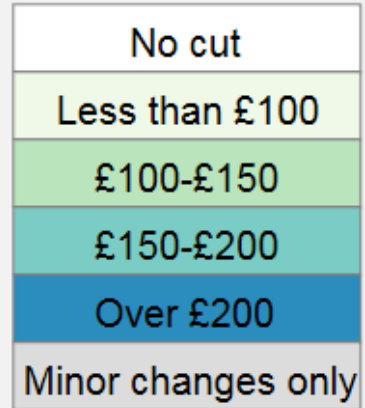 No cut
Less than £100
£100-£150
£150-£200
Over £200
Minor changes only